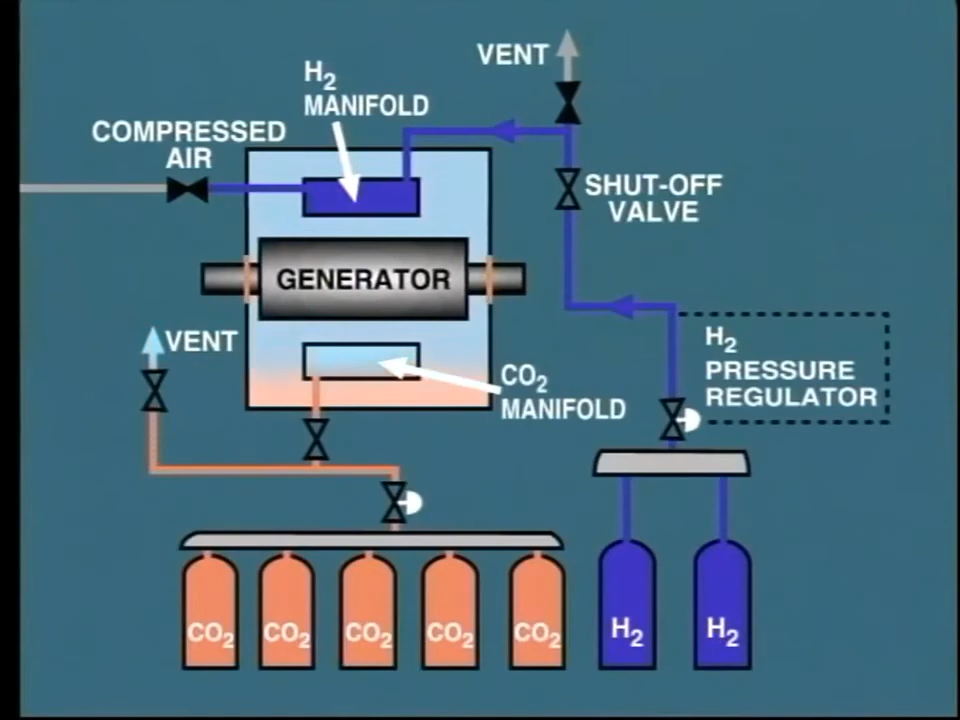 VENT
H2
MANIFOLD
COMPRESSED
AIR
SHUT-OFF
VALVE
GENERATOR
VENT
H2
PRESSURE
REGULATOR
CO2
MANIFOLD
CO2 CO2 CO2 CO2 CO2 H2 H2